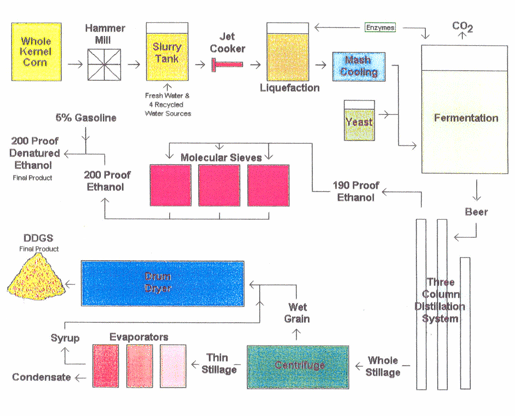 Whole
Kernel
Corn
Hammer
Mill
Slurry
Tank
Fresh Water &
4 Recycled
Water Sources
Jet
Cooker
Liquefaction
Enzymes
Mash
Cooling
Yeast
CO2
Fermentation
Beer
5% Gasoline
200 Proof
Denatured
Ethanol
Final Product
200 Proof
Ethanol
Molecular Sieves
190 Proof
Ethanol
Three
Column
Distillation
System
DDGS
Final Product
Dryer
Wet
Grain
Syrup
Evaporators
Condensate
Thin
Stillage
Centrifuge
Whole
Stillage